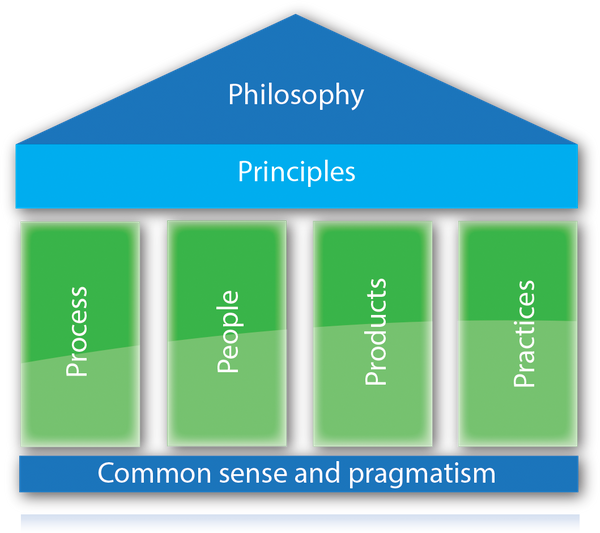 Philosophy
Principles
Process
People
Products
Practices
Common sense and pragmatism